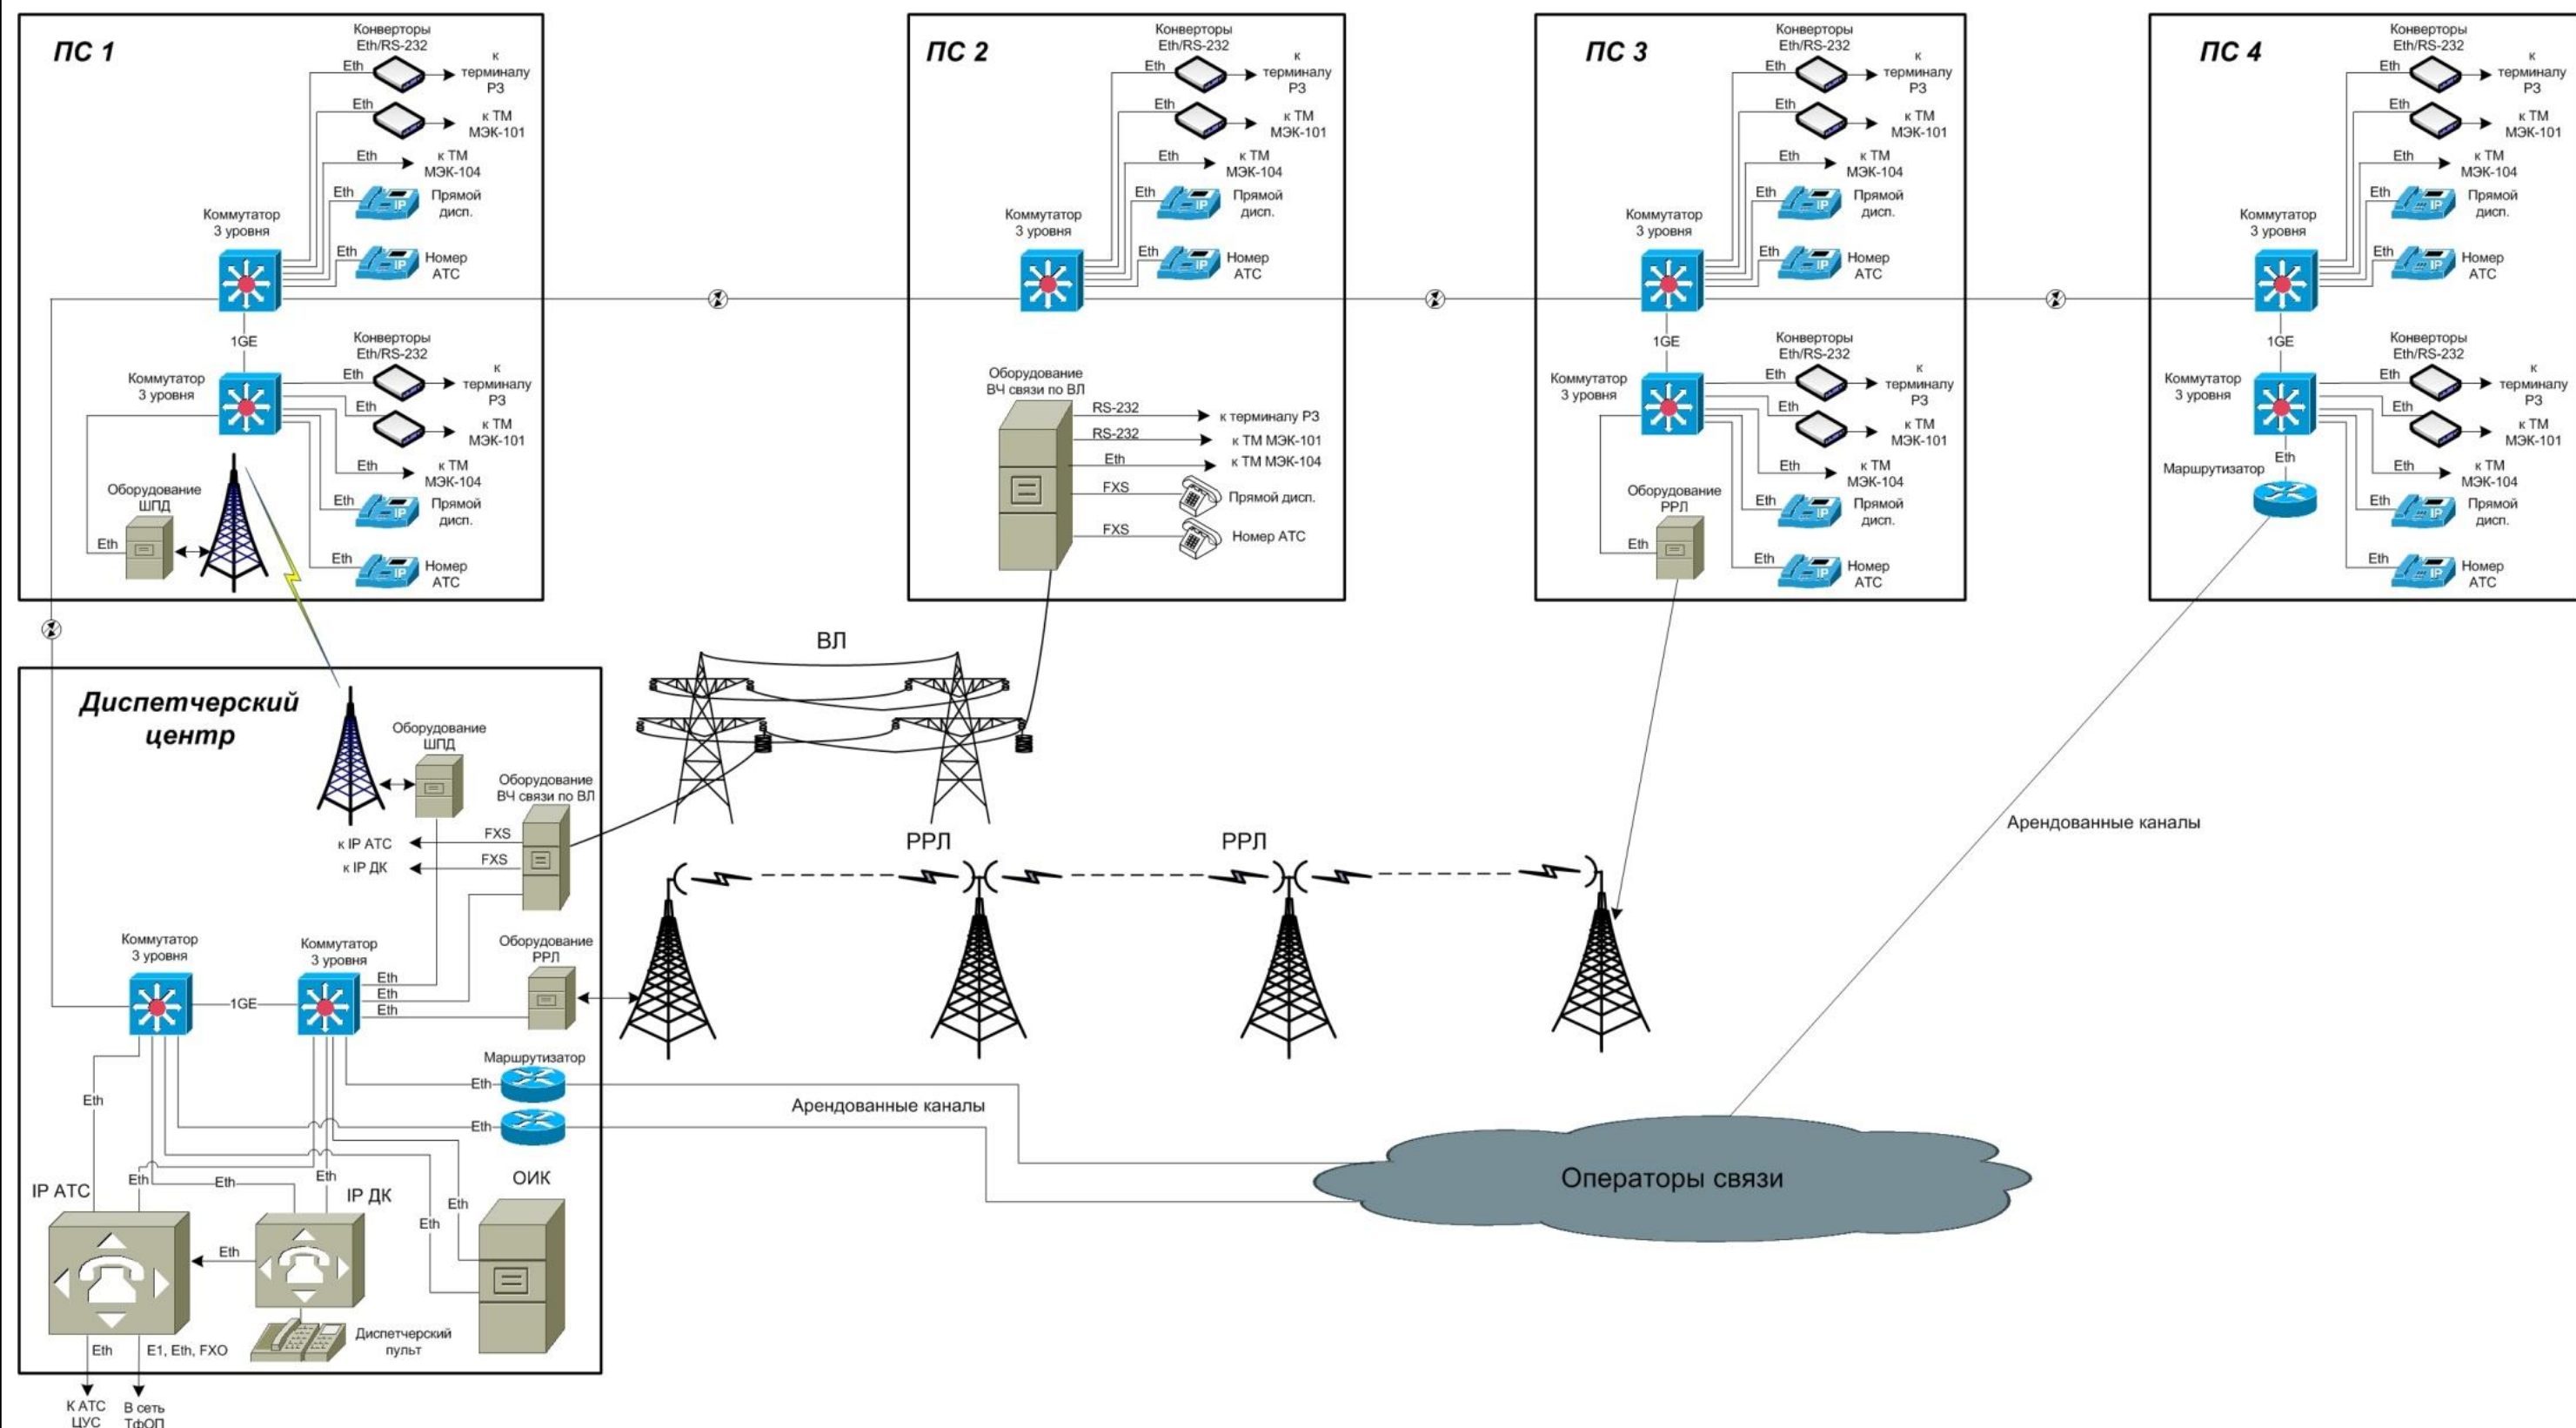 ПС 1
Конверторы
Eth/RS-232
Eth
к
терминалу
РЗ
Eth
к ТМ
МЭК-101
Eth
к ТМ
МЭК-104
Eth
IP
Прямой
дисп.
Коммутатор
3 уровня
Eth
IP
Номер
АТС
1GE
Конверторы
Eth/RS-232
Коммутатор
3 уровня
Eth
к
терминалу
РЗ
Eth
к ТМ
МЭК-101
Eth
к ТМ
МЭК-104
Оборудование
ШПД
Eth
IP
Прямой
дисп.
Eth
Eth
IP
Номер
АТС
ПС 2
Конверторы
Eth/RS-232
Eth
к
терминалу
РЗ
Eth
к ТМ
МЭК-101
Eth
к ТМ
МЭК-104
Eth
IP
Прямой
дисп.
Коммутатор
3 уровня
Eth
IP
Номер
АТС
Оборудование
ВЧ связи по ВЛ
RS-232
к терминалу РЗ
RS-232
к ТМ МЭК-101
Eth
к ТМ МЭК-104
FXS
Прямой дисп.
FXS
Номер АТС
ПС 3
Конверторы
Eth/RS-232
Eth
к
терминалу
РЗ
Eth
к ТМ
МЭК-101
Eth
к ТМ
МЭК-104
Eth
IP
Прямой
дисп.
Коммутатор
3 уровня
Eth
IP
Номер
АТС
1GE
Конверторы
Eth/RS-232
Коммутатор
3 уровня
Eth
к
терминалу
РЗ
Eth
к ТМ
МЭК-101
Eth
к ТМ
МЭК-104
Оборудование
РРЛ
Eth
IP
Прямой
дисп.
Eth
Eth
IP
Номер
АТС
ПС 4
Конверторы
Eth/RS-232
Eth
к
терминалу
РЗ
Eth
к ТМ
МЭК-101
Eth
к ТМ
МЭК-104
Eth
IP
Прямой
дисп.
Коммутатор
3 уровня
Eth
IP
Номер
АТС
1GE
Конверторы
Eth/RS-232
Коммутатор
3 уровня
Eth
к
терминалу
РЗ
Eth
к ТМ
МЭК-101
Eth
Маршрутизатор
Eth
к ТМ
МЭК-104
Eth
IP
Прямой
дисп.
Eth
IP
Номер
АТС
ВЛ
Диспетчерский
центр
Оборудование
ШПД
Оборудование
ВЧ связи по ВЛ
FXS
к IP АТС
FXS
к IP ДК
РРЛ
РРЛ
Арендованные каналы
Коммутатор
3 уровня
Коммутатор
3 уровня
Оборудование
РРЛ
1GE
Eth
Eth
Eth
Маршрутизатор
Eth
Eth
Арендованные каналы
Eth
Операторы связи
IP АТС
Eth
Eth
Eth
IP ДК
ОИК
Eth
Eth
Eth
Диспетчерский
пульт
Eth
E1, Eth, FXO
К АТС
ЦУС
В сеть
ТфОП